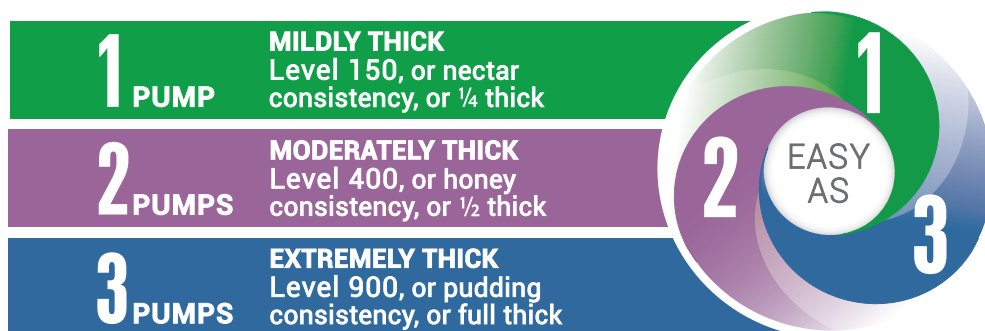 1 PUMP
MILDLY THICK
Level 150, or nectar
consistency, or ¼ thick
2 PUMPS
MODERATELY THICK
Level 400, or honey
consistency, or ½ thick
3 PUMPS
EXTREMELY THICK
Level 900, or pudding
consistency, or full thick
EASY
AS
1
2
3